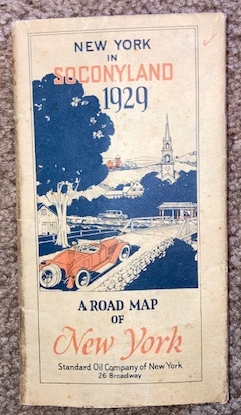 NEW YORK
IN
SOCONYLAND
1929
A ROAD MAP
OF
New York
Standard Oil Company of New York
26 Broadway